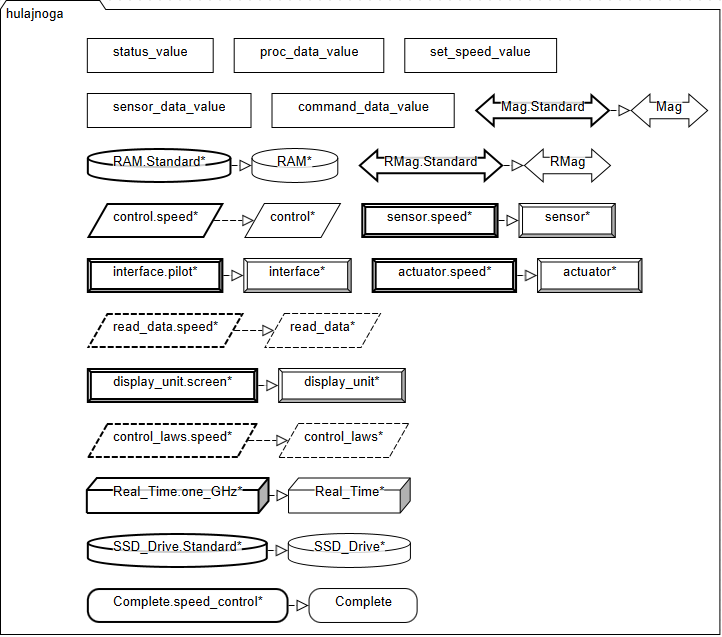 hulajnoga
status_value proc_data_value set_speed_value
sensor_data_value command_data_value Mag.Standard Mag
RAM.Standard* RAM* RMag.Standard RMag
control.speed* control* sensor.speed* sensor*
interface.pilot* interface* actuator.speed* actuator*
read_data.speed* read_data*
display_unit.screen* display_unit*
control_laws.speed* control_laws*
Real_Time.one_GHz* Real_Time*
SSD_Drive.Standard* SSD_Drive*
Complete.speed_control* Complete